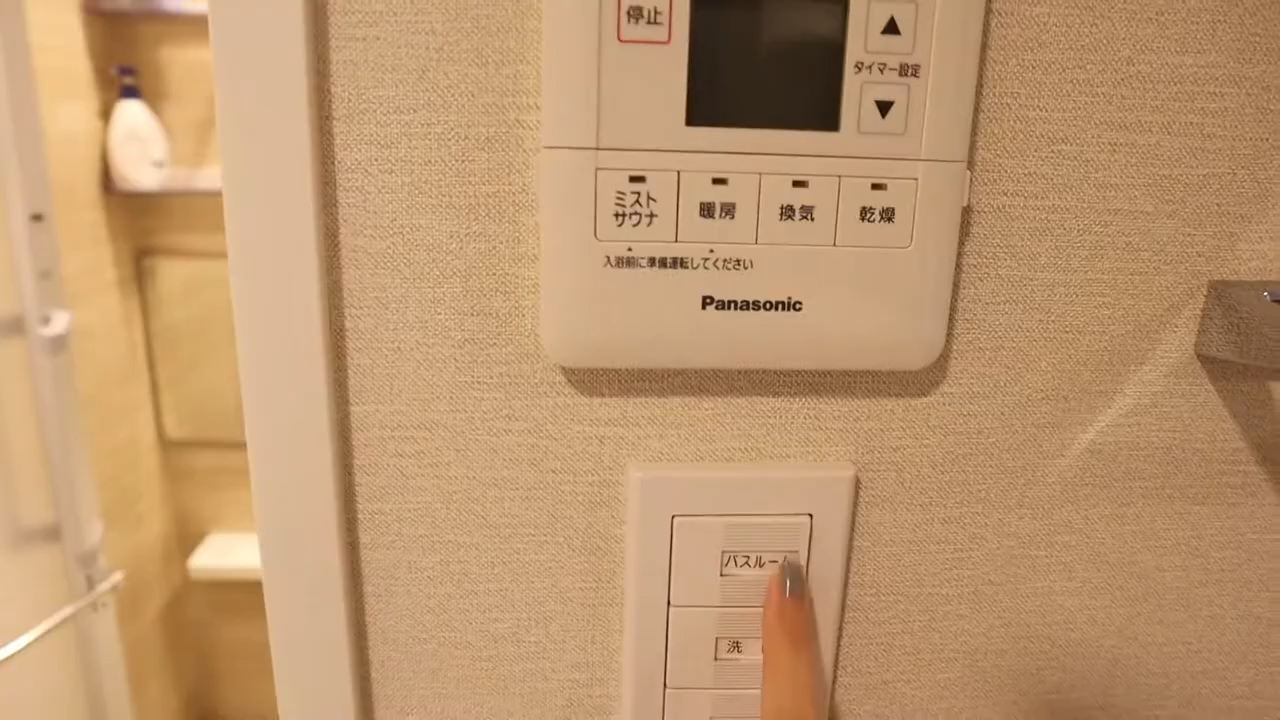 停止
タイマー設定
ミスト
サウナ
暖房
換気
乾燥
入浴前に準備運転してください
Panasonic
バスルーム
洗